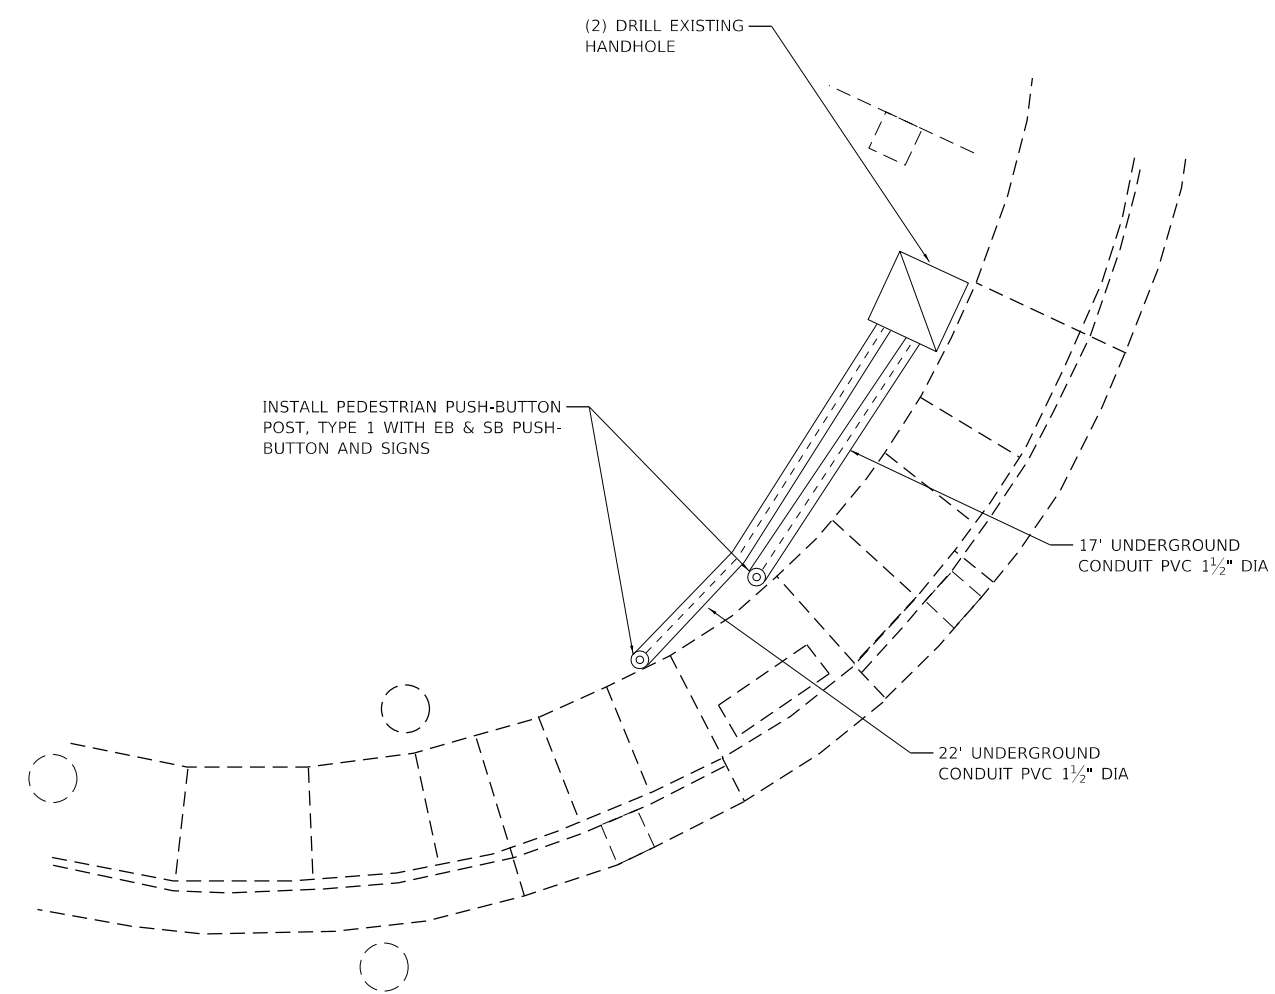 (2) DRILL EXISTING
HANDHOLE
INSTALL PEDESTRIAN PUSH-BUTTON
POST, TYPE 1 WITH EB & SB PUSH-
BUTTON AND SIGNS
17' UNDERGROUND
CONDUIT PVC 1½" DIA
22' UNDERGROUND
CONDUIT PVC 1½" DIA